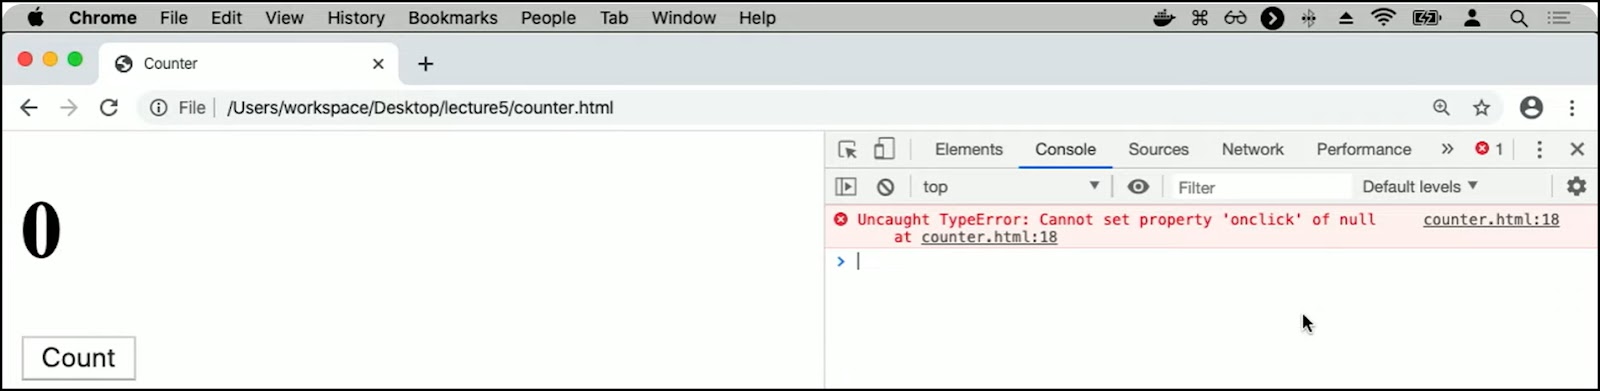 Chrome File Edit View History Bookmarks People Tab Window Help
Counter
File /Users/workspace/Desktop/lecture5/counter.html
Elements Console Sources Network Performance » 1
top Filter Default levels
0
Uncaught TypeError: Cannot set property 'onclick' of null counter.html:18
at counter.html:18
Count